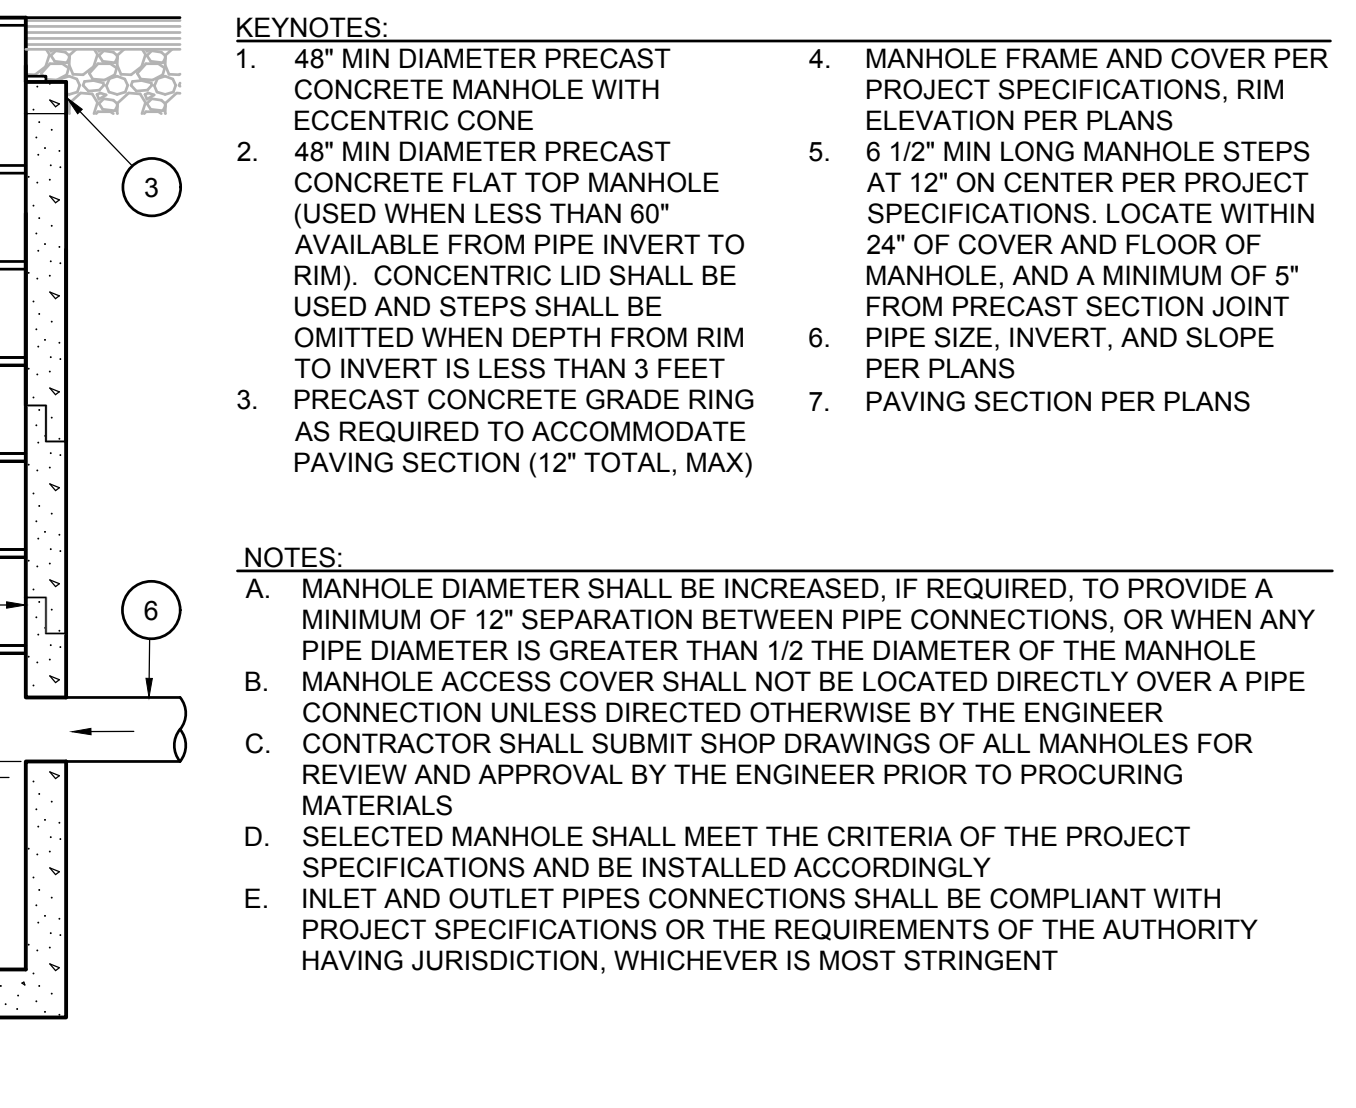 3
6
KEYNOTES:
1. 48" MIN DIAMETER PRECAST
CONCRETE MANHOLE WITH
ECCENTRIC CONE
2. 48" MIN DIAMETER PRECAST
CONCRETE FLAT TOP MANHOLE
(USED WHEN LESS THAN 60"
AVAILABLE FROM PIPE INVERT TO
RIM). CONCENTRIC LID SHALL BE
USED AND STEPS SHALL BE
OMITTED WHEN DEPTH FROM RIM
TO INVERT IS LESS THAN 3 FEET
3. PRECAST CONCRETE GRADE RING
AS REQUIRED TO ACCOMMODATE
PAVING SECTION (12" TOTAL, MAX)
4. MANHOLE FRAME AND COVER PER
PROJECT SPECIFICATIONS, RIM
ELEVATION PER PLANS
5. 6 1/2" MIN LONG MANHOLE STEPS
AT 12" ON CENTER PER PROJECT
SPECIFICATIONS. LOCATE WITHIN
24" OF COVER AND FLOOR OF
MANHOLE, AND A MINIMUM OF 5"
FROM PRECAST SECTION JOINT
6. PIPE SIZE, INVERT, AND SLOPE
PER PLANS
7. PAVING SECTION PER PLANS
NOTES:
A. MANHOLE DIAMETER SHALL BE INCREASED, IF REQUIRED, TO PROVIDE A
MINIMUM OF 12" SEPARATION BETWEEN PIPE CONNECTIONS, OR WHEN ANY
PIPE DIAMETER IS GREATER THAN 1/2 THE DIAMETER OF THE MANHOLE
B. MANHOLE ACCESS COVER SHALL NOT BE LOCATED DIRECTLY OVER A PIPE
CONNECTION UNLESS DIRECTED OTHERWISE BY THE ENGINEER
C. CONTRACTOR SHALL SUBMIT SHOP DRAWINGS OF ALL MANHOLES FOR
REVIEW AND APPROVAL BY THE ENGINEER PRIOR TO PROCURING
MATERIALS
D. SELECTED MANHOLE SHALL MEET THE CRITERIA OF THE PROJECT
SPECIFICATIONS AND BE INSTALLED ACCORDINGLY
E. INLET AND OUTLET PIPES CONNECTIONS SHALL BE COMPLIANT WITH
PROJECT SPECIFICATIONS OR THE REQUIREMENTS OF THE AUTHORITY
HAVING JURISDICTION, WHICHEVER IS MOST STRINGENT